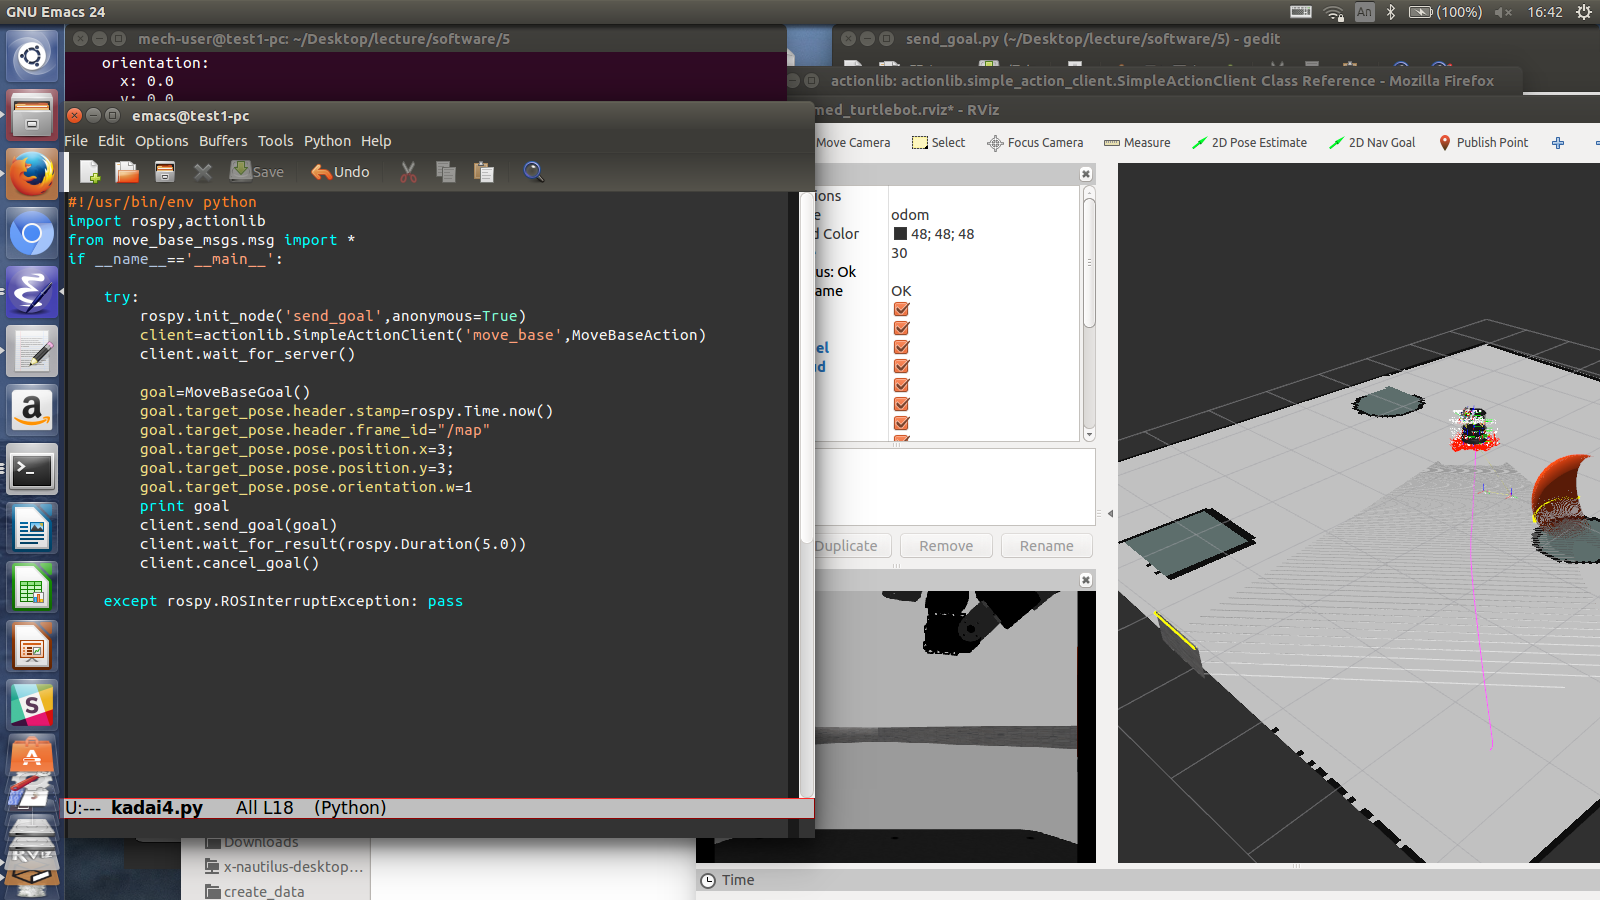 GNU Emacs 24
An
(100%)
16:42
mech-user@test1-pc: ~/Desktop/lecture/software/5
orientation:
x: 0.0
y: 0.0
send_goal.py (~/Desktop/lecture/software/5) - gedit
actionlib: actionlib.simple_action_client.SimpleActionClient Class Reference - Mozilla Firefox
med_turtlebot.rviz* - RViz
Move Camera
Select
Focus Camera
Measure
2D Pose Estimate
2D Nav Goal
Publish Point
emacs@test1-pc
File Edit Options Buffers Tools Python Help
Save
Undo
#!/usr/bin/env python
import rospy,actionlib
from move_base_msgs.msg import *
if __name__=='__main__':
try:
rospy.init_node('send_goal',anonymous=True)
client=actionlib.SimpleActionClient('move_base',MoveBaseAction)
client.wait_for_server()
goal=MoveBaseGoal()
goal.target_pose.header.stamp=rospy.Time.now()
goal.target_pose.header.frame_id="/map"
goal.target_pose.pose.position.x=3;
goal.target_pose.pose.position.y=3;
goal.target_pose.pose.orientation.w=1
print goal
client.send_goal(goal)
client.wait_for_result(rospy.Duration(5.0))
client.cancel_goal()
except rospy.ROSInterruptException: pass
U:--- kadai4.py All L18 (Python)
ions
e odom
d Color 48; 48; 48
30
us: Ok
ame OK
el
d
Duplicate
Remove
Rename
Time
Downloads
x-nautilus-desktop...
create_data
RViz